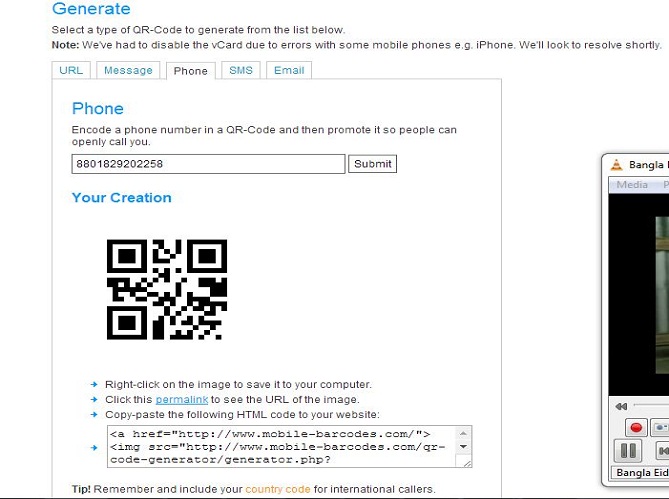 Generate
Select a type of QR-Code to generate from the list below.
Note: We've had to disable the vCard due to errors with some mobile phones e.g. iPhone. We'll look to resolve shortly.
URL Message Phone SMS Email
Phone
Encode a phone number in a QR-Code and then promote it so people can
openly call you.
8801829202258 Submit
Your Creation
Right-click on the image to save it to your computer.
Click this permalink to see the URL of the image.
Copy-paste the following HTML code to your website:
<a href="http://www.mobile-barcodes.com/">
<img src="http://www.mobile-barcodes.com/qr-
code-generator/generator.php?
Tip! Remember and include your country code for international callers.
Bangla
Media P
Bangla Eid